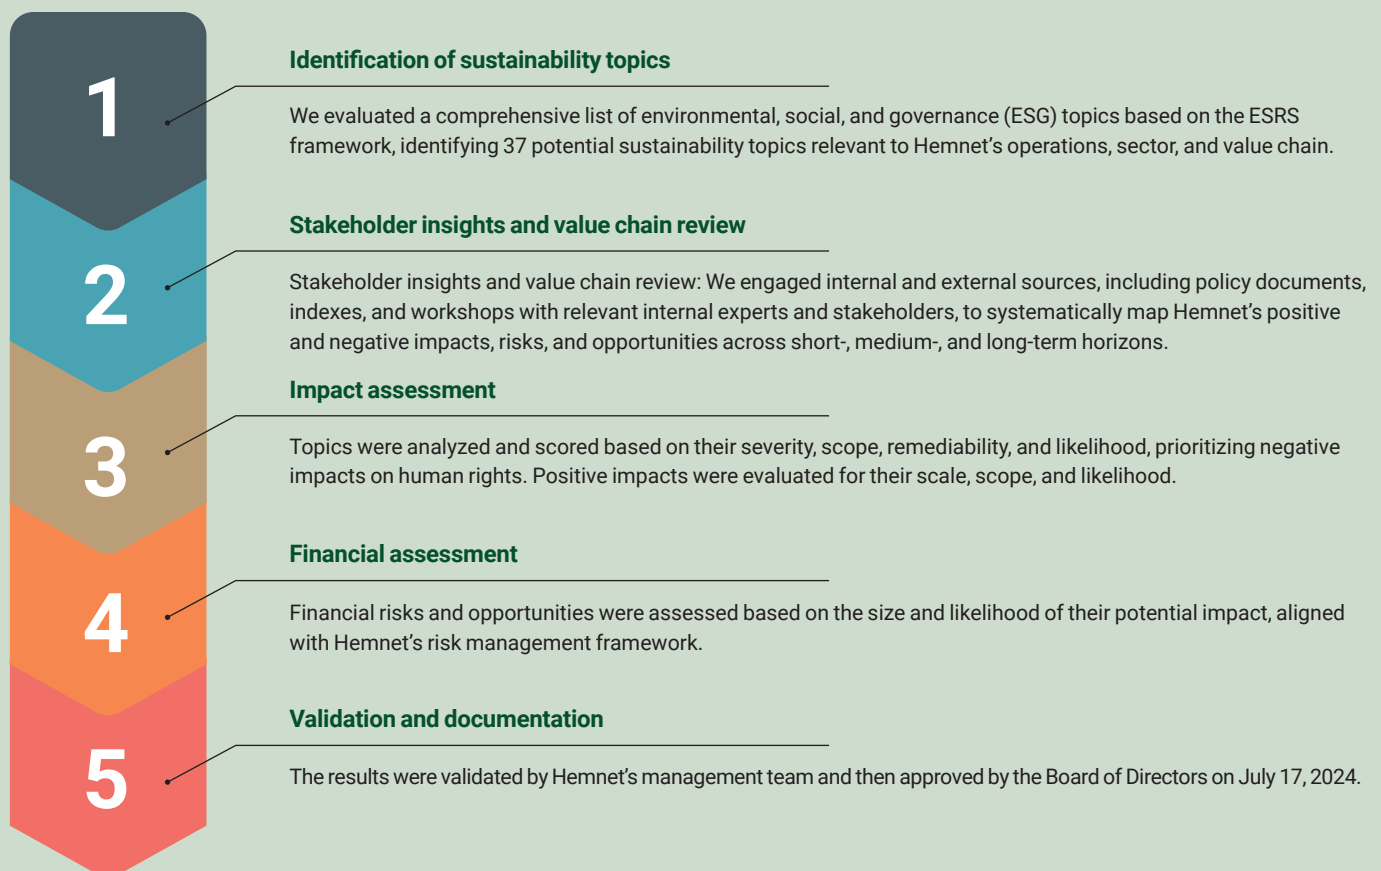 1
Identification of sustainability topics
We evaluated a comprehensive list of environmental, social, and governance (ESG) topics based on the ESRS
framework, identifying 37 potential sustainability topics relevant to Hemnet's operations, sector, and value chain.
2
Stakeholder insights and value chain review
Stakeholder insights and value chain review: We engaged internal and external sources, including policy documents,
indexes, and workshops with relevant internal experts and stakeholders, to systematically map Hemnet's positive
and negative impacts, risks, and opportunities across short-, medium-, and long-term horizons.
3
Impact assessment
Topics were analyzed and scored based on their severity, scope, remediability, and likelihood, prioritizing negative
impacts on human rights. Positive impacts were evaluated for their scale, scope, and likelihood.
4
Financial assessment
Financial risks and opportunities were assessed based on the size and likelihood of their potential impact, aligned
with Hemnet's risk management framework.
5
Validation and documentation
The results were validated by Hemnet's management team and then approved by the Board of Directors on July 17, 2024.